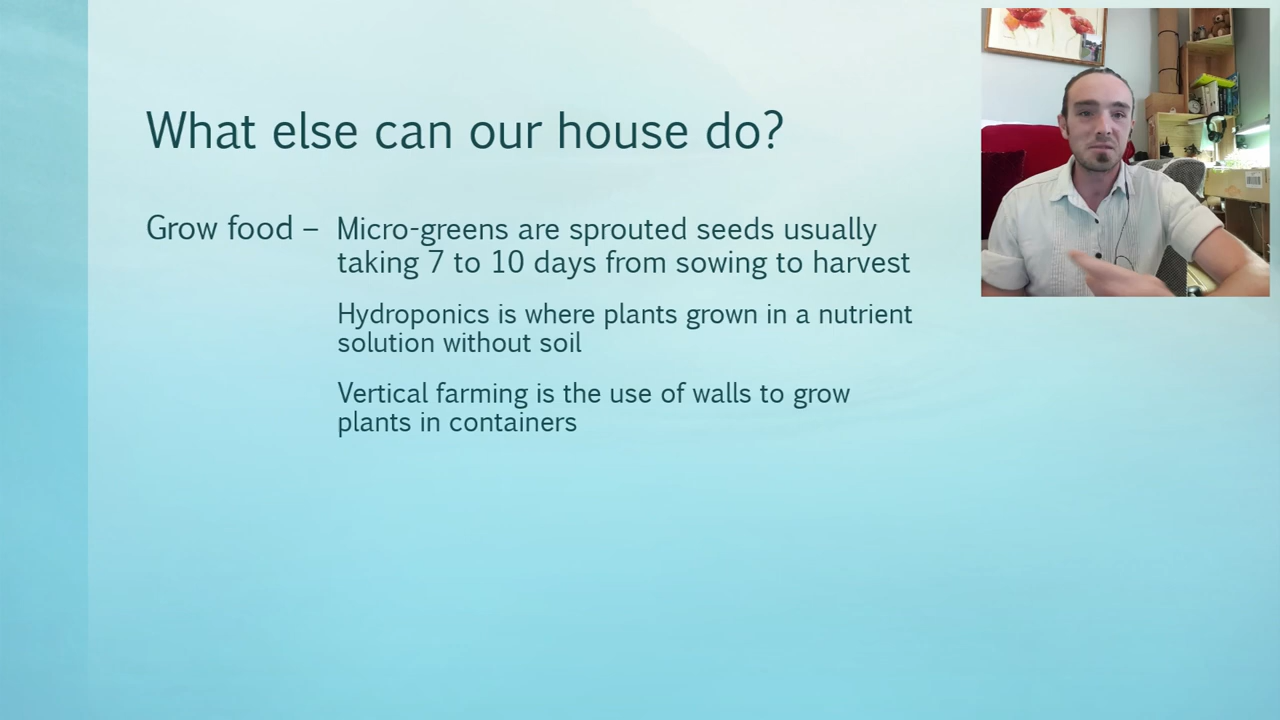 What else can our house do?
Grow food – Micro-greens are sprouted seeds usually
taking 7 to 10 days from sowing to harvest
Hydroponics is where plants grown in a nutrient
solution without soil
Vertical farming is the use of walls to grow
plants in containers